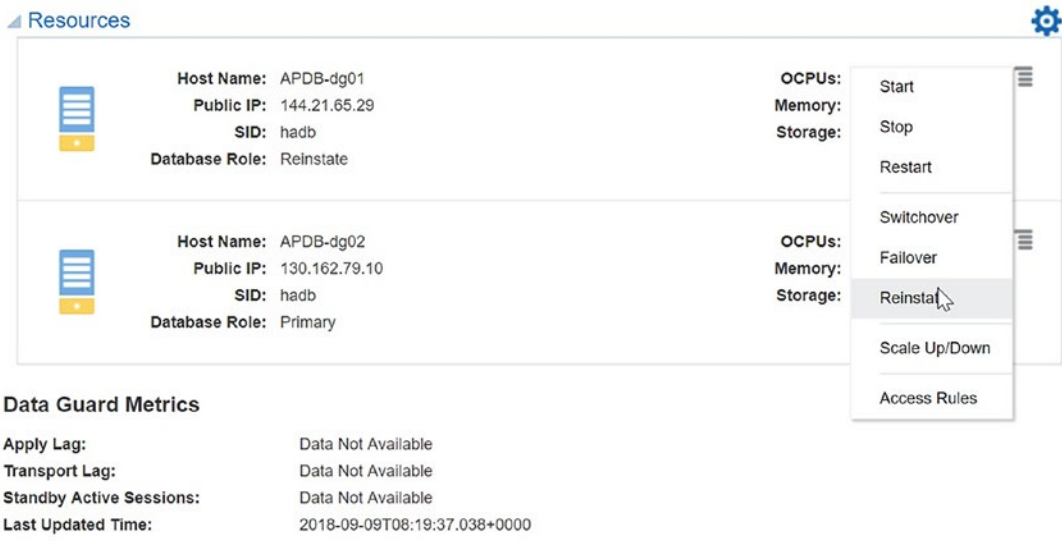 Resources
Host Name: APDB-dg01
Public IP: 144.21.65.29
SID: hadb
Database Role: Reinstate
OCPUs:
Memory:
Storage:
Host Name: APDB-dg02
Public IP: 130.162.79.10
SID: hadb
Database Role: Primary
OCPUs:
Memory:
Storage:
Start
Stop
Restart
Switchover
Failover
Reinstate
Scale Up/Down
Access Rules
Data Guard Metrics
Apply Lag: Data Not Available
Transport Lag: Data Not Available
Standby Active Sessions: Data Not Available
Last Updated Time: 2018-09-09T08:19:37.038+0000